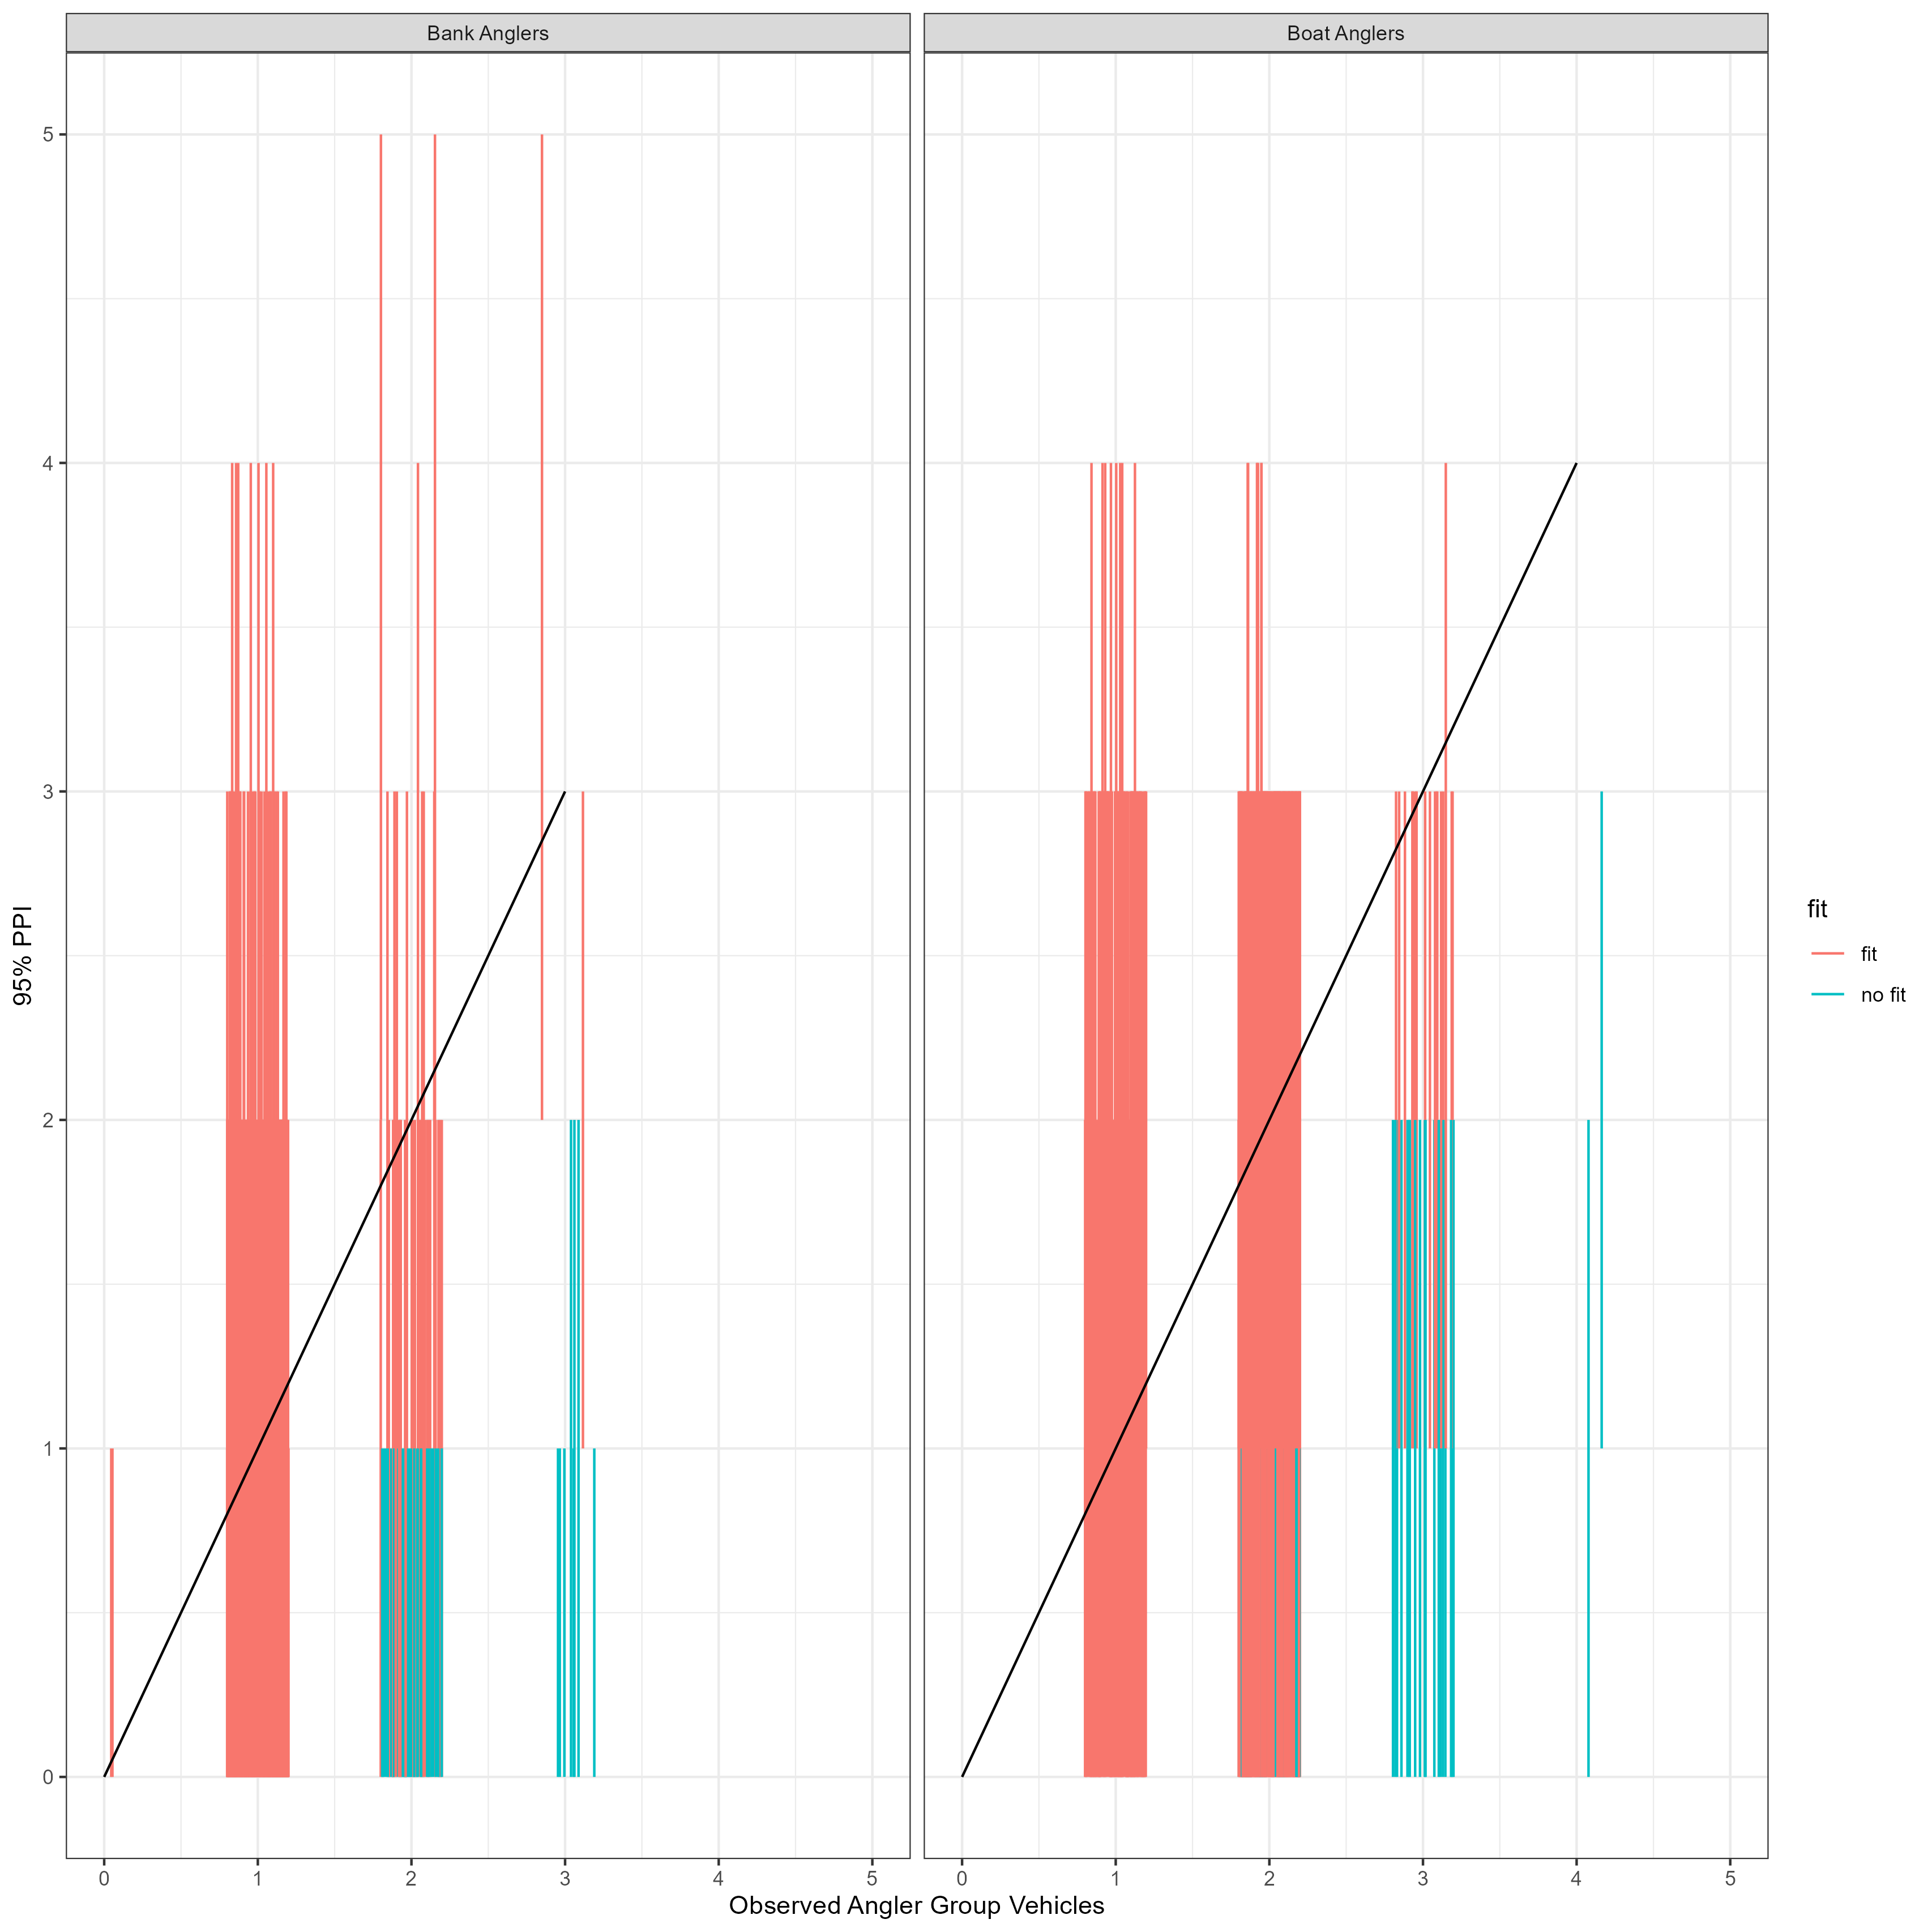 Bank Anglers
Boat Anglers
5
4
3
2
1
0
95% PPI
0 1 2 3 4 5
0 1 2 3 4 5
Observed Angler Group Vehicles
fit
fit
no fit